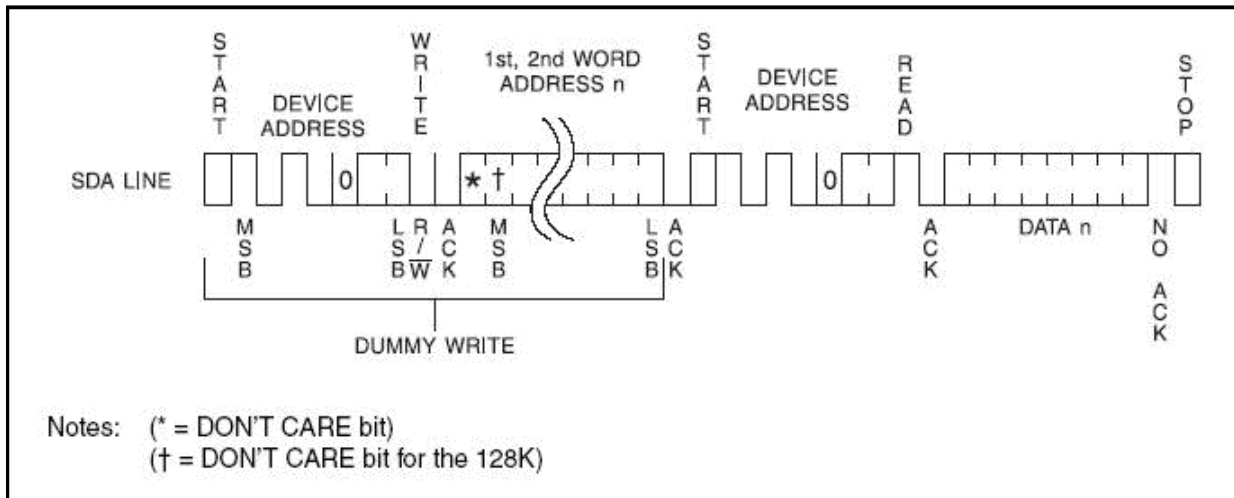 START
WRITE
1st, 2nd WORD
ADDRESS n
START
DEVICE
ADDRESS
READ
STOP
DEVICE
ADDRESS
SDA LINE
0
*
†
0
MSB
LSB
R/W̅
ACK
MSB
LSB
ACK
ACK
DATA n
NO ACK
DUMMY WRITE
Notes: (* = DON'T CARE bit)
(† = DON'T CARE bit for the 128K)